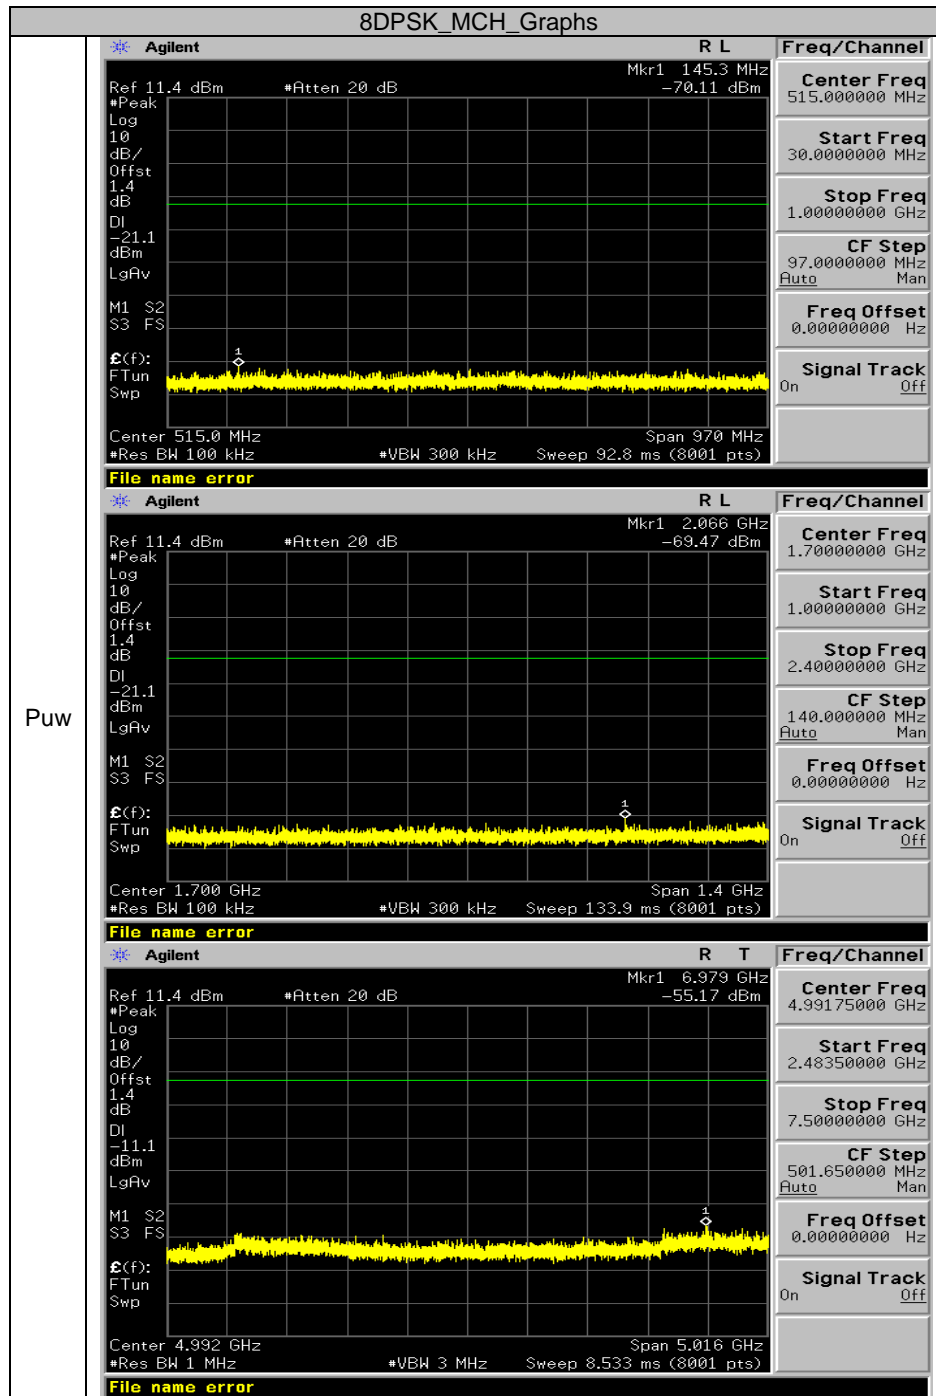 8DPSK_MCH_Graphs
Puw
Agilent R L Freq/Channel
Mkr1 145.3 MHz
Ref 11.4 dBm #Atten 20 dB -70.11 dBm
#Peak
Log
10
dB/
Offst
1.4
dB
DI
-21.1
dBm
LgAv
M1 S2
S3 FS
£(f):
FTun
Swp
1
Center 515.0 MHz Span 970 MHz
#Res BW 100 kHz #VBW 300 kHz Sweep 92.8 ms (8001 pts)
File name error
Center Freq
515.000000 MHz
Start Freq
30.0000000 MHz
Stop Freq
1.00000000 GHz
CF Step
97.0000000 MHz
Auto Man
Freq Offset
0.00000000 Hz
Signal Track
On Off
Agilent R L Freq/Channel
Mkr1 2.066 GHz
Ref 11.4 dBm #Atten 20 dB -69.47 dBm
#Peak
Log
10
dB/
Offst
1.4
dB
DI
-21.1
dBm
LgAv
M1 S2
S3 FS
£(f):
FTun
Swp
1
Center 1.700 GHz Span 1.4 GHz
#Res BW 100 kHz #VBW 300 kHz Sweep 133.9 ms (8001 pts)
File name error
Center Freq
1.70000000 GHz
Start Freq
1.00000000 GHz
Stop Freq
2.40000000 GHz
CF Step
140.000000 MHz
Auto Man
Freq Offset
0.00000000 Hz
Signal Track
On Off
Agilent R T Freq/Channel
Mkr1 6.979 GHz
Ref 11.4 dBm #Atten 20 dB -55.17 dBm
#Peak
Log
10
dB/
Offst
1.4
dB
DI
-11.1
dBm
LgAv
M1 S2
S3 FS
£(f):
FTun
Swp
1
Center 4.992 GHz Span 5.016 GHz
#Res BW 1 MHz #VBW 3 MHz Sweep 8.533 ms (8001 pts)
File name error
Center Freq
4.99175000 GHz
Start Freq
2.48350000 GHz
Stop Freq
7.50000000 GHz
CF Step
501.650000 MHz
Auto Man
Freq Offset
0.00000000 Hz
Signal Track
On Off